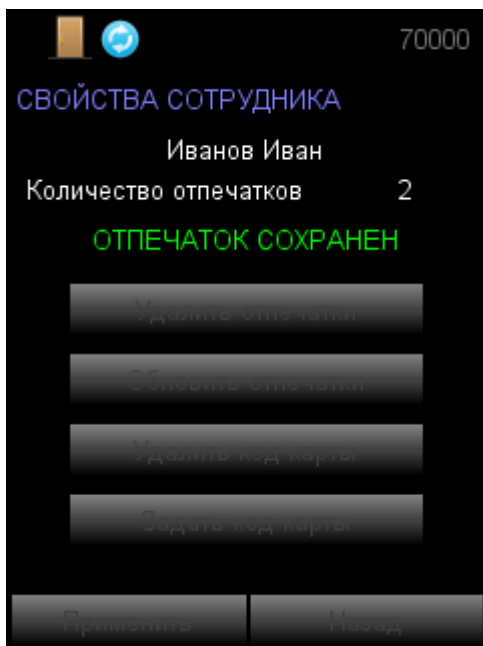 70000
СВОЙСТВА СОТРУДНИКА
Иванов Иван
Количество отпечатков 2
ОТПЕЧАТОК СОХРАНЕН
Удалить отпечатки
Обновить отпечатки
Удалить код карты
Задать код карты
Применить Назад